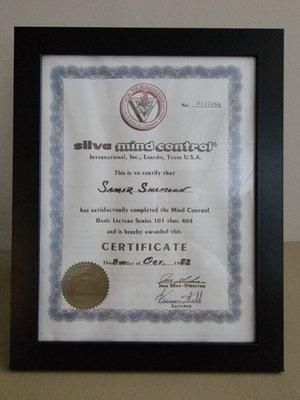 No. 0103486
silva mind control®
International, Inc., Laredo, Texas U.S.A.
This is to certify that
Samir Shamoun
has satisfactorily completed the Mind Control
Basic Lecture Series 101 thru 404
and is hereby awarded this
CERTIFICATE
This day of Oct. 1982
Jose Silva-Director
Lecturer